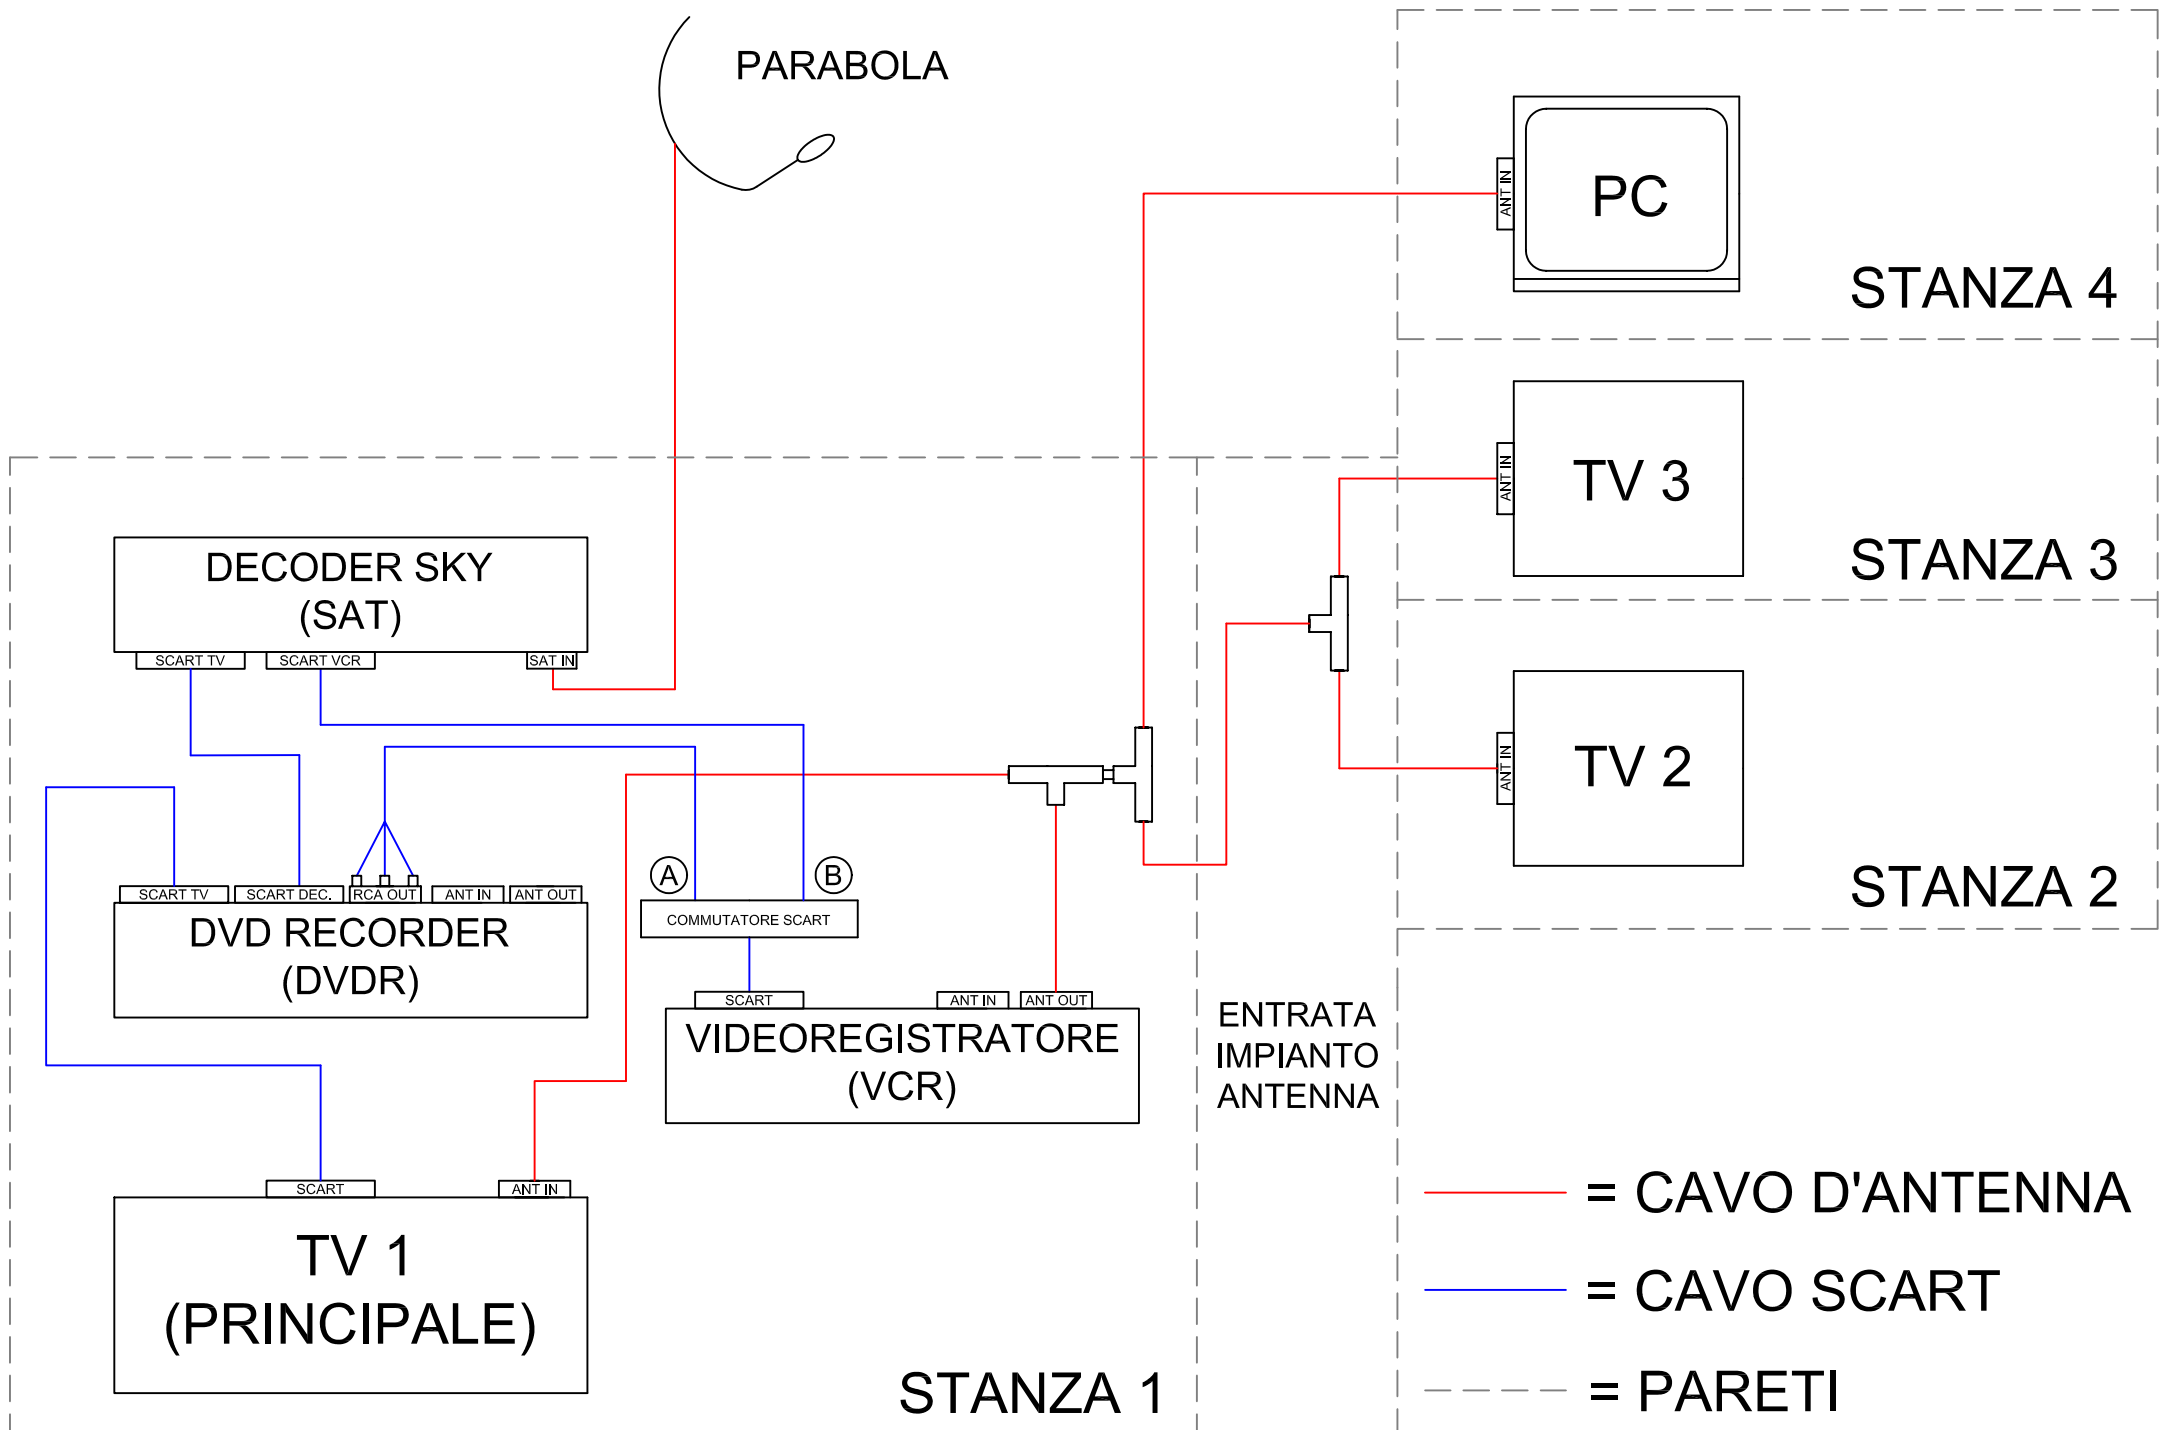 PARABOLA
ANT IN
PC
STANZA 4
ANT IN
TV 3
STANZA 3
DECODER SKY
(SAT)
SCART TV
SCART VCR
SAT IN
ANT IN
TV 2
STANZA 2
A
B
SCART TV
SCART DEC.
RCA OUT
ANT IN
ANT OUT
DVD RECORDER
(DVDR)
COMMUTATORE SCART
SCART
ANT IN
ANT OUT
VIDEOREGISTRATORE
(VCR)
ENTRATA
IMPIANTO
ANTENNA
SCART
ANT IN
TV 1
(PRINCIPALE)
STANZA 1
= CAVO D'ANTENNA
= CAVO SCART
= PARETI